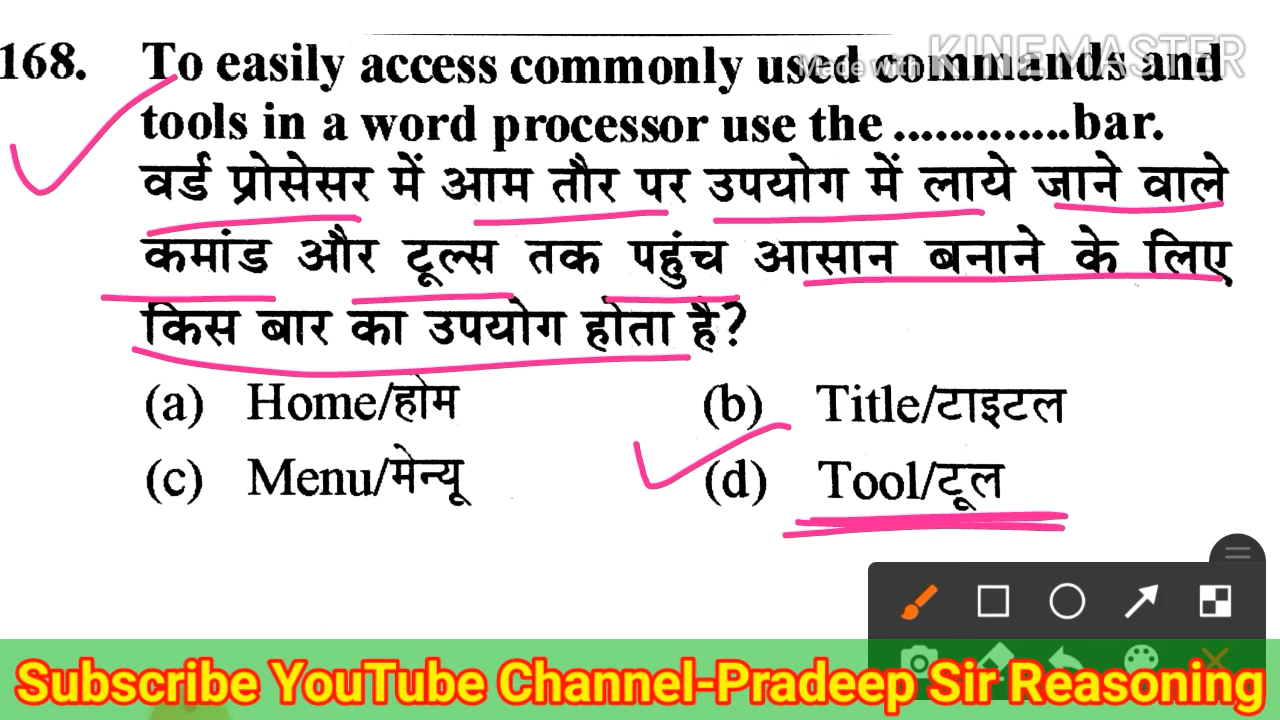 168. To easily access commonly used commands and
Made with KINEMASTER
tools in a word processor use the .............bar.
वर्ड प्रोसेसर में आम तौर पर उपयोग में लाये जाने वाले
कमांड और टूल्स तक पहुंच आसान बनाने के लिए
किस बार का उपयोग होता है?
(a) Home/होम
(b) Title/टाइटल
(c) Menu/मेन्यू
(d) Tool/टूल
Subscribe YouTube Channel-Pradeep Sir Reasoning